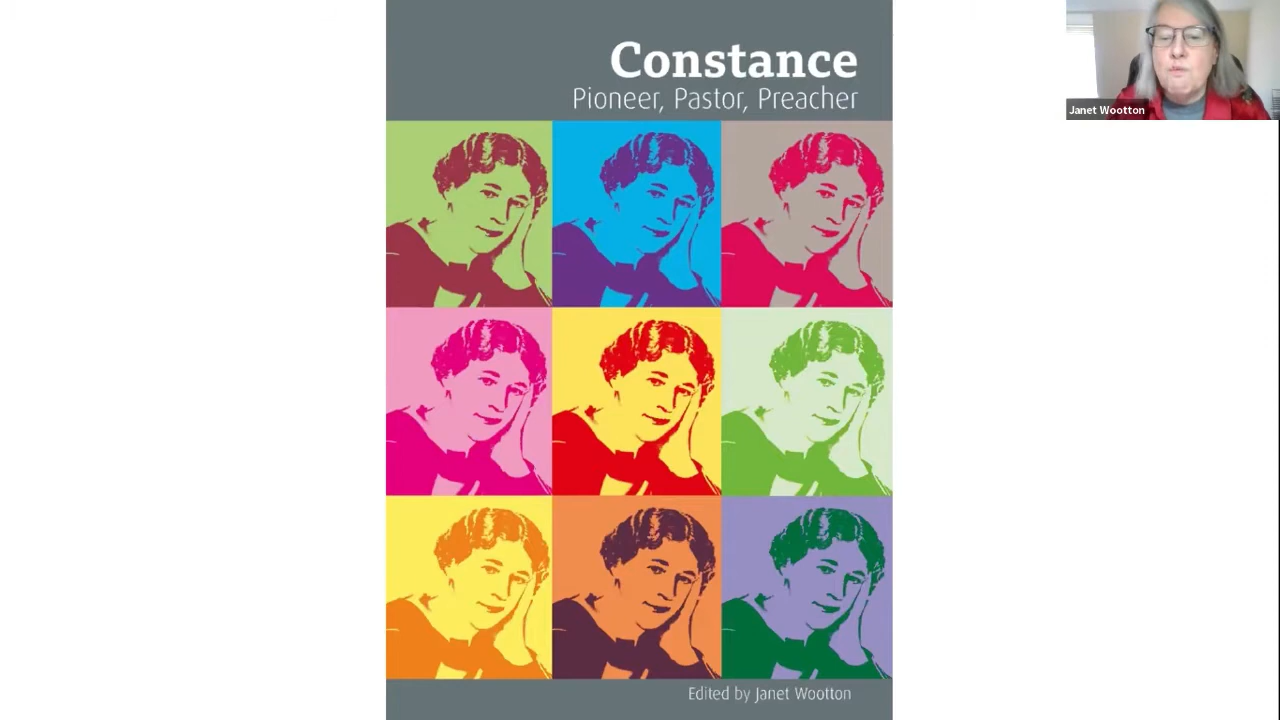 Constance
Pioneer, Pastor, Preacher
Edited by Janet Wootton
Janet Wootton